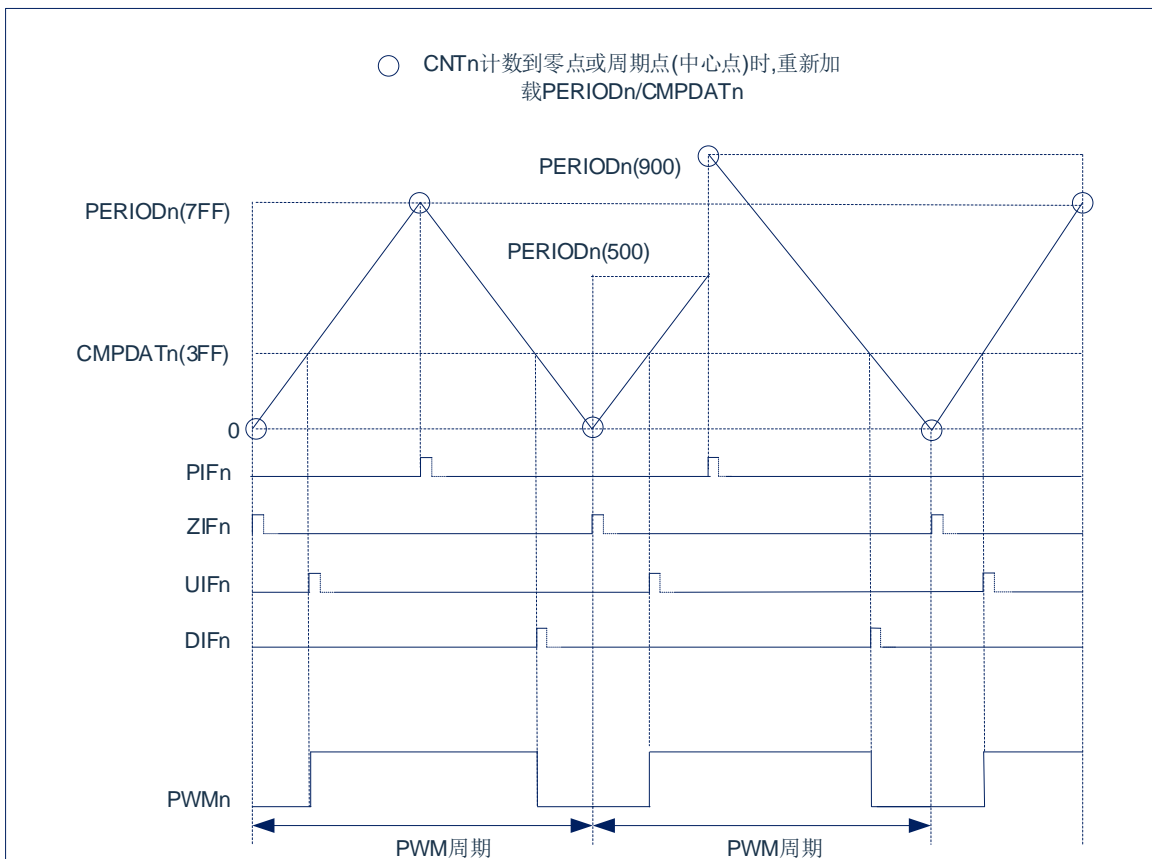 CNTn计数到零点或周期点(中心点)时,重新加
载PERIODn/CMPDATn
PERIODn(900)
PERIODn(7FF)
PERIODn(500)
CMPDATn(3FF)
0
PIFn
ZIFn
UIFn
DIFn
PWMn
PWM周期
PWM周期